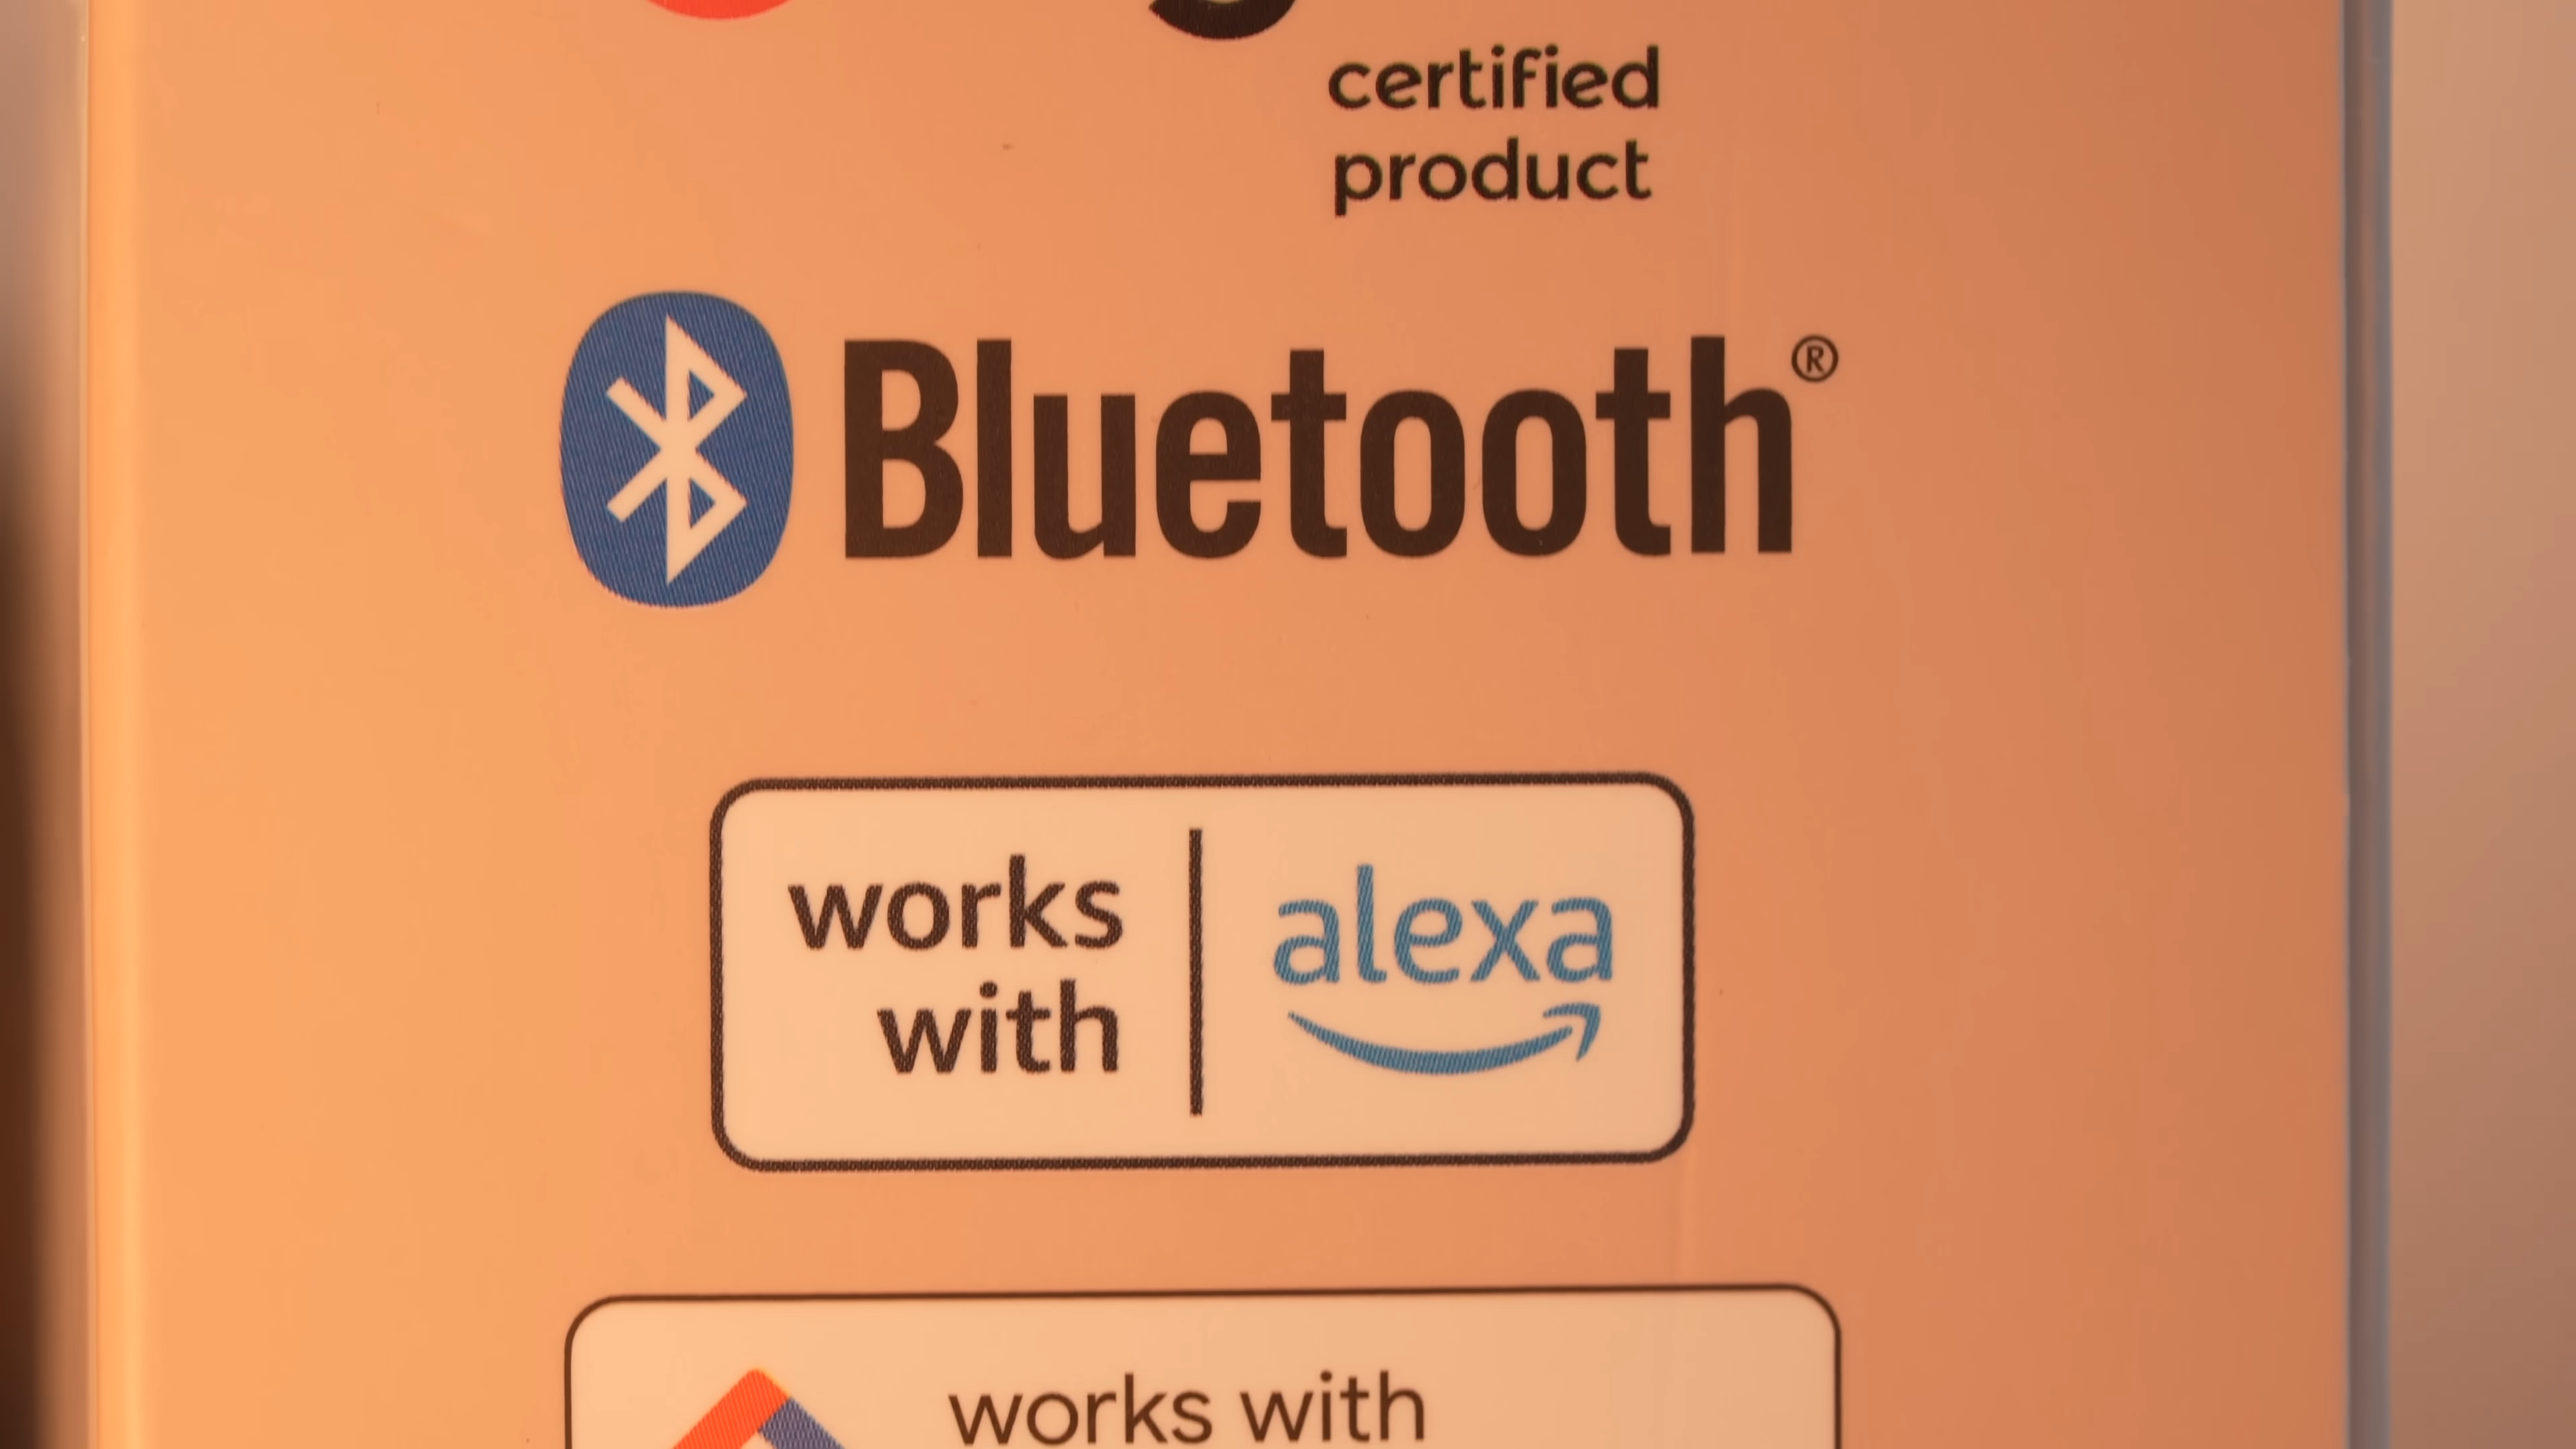 certified
product
Bluetooth®
works
with
alexa
works with